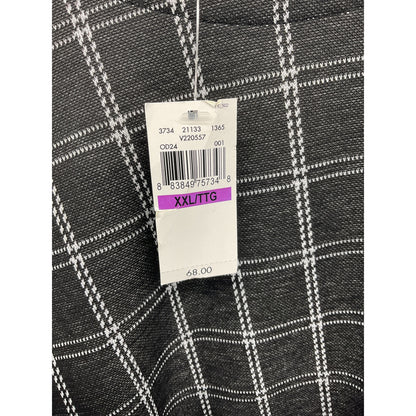 3734 21133 1365
V220557
OD24 001
8 83849 75734 8
XXL/TTG
68.00